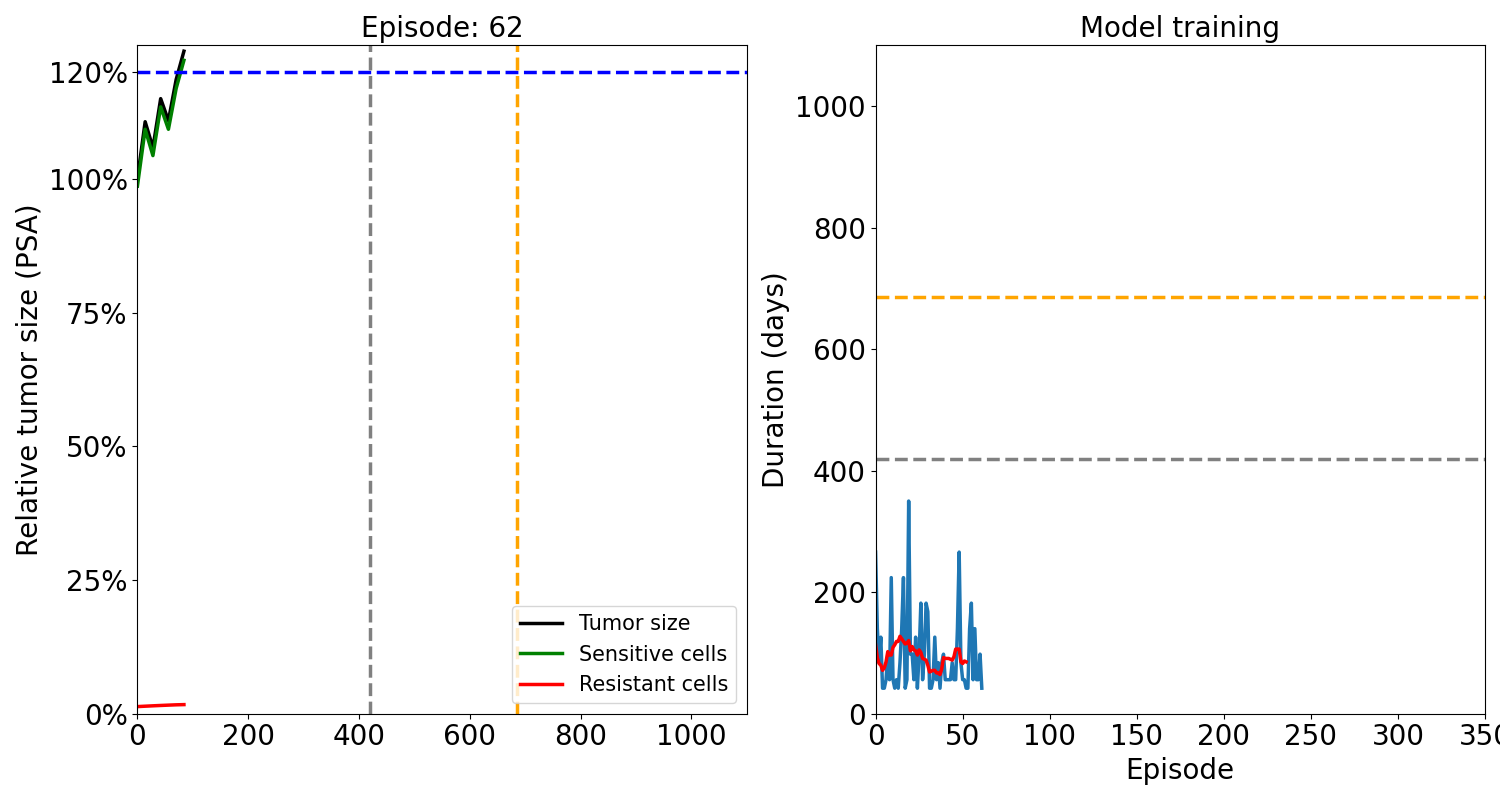 Episode: 62
Relative tumor size (PSA)
120%
100%
75%
50%
25%
0%
0 200 400 600 800 1000
Tumor size
Sensitive cells
Resistant cells
Model training
Duration (days)
1000
800
600
400
200
0
0 50 100 150 200 250 300 350
Episode